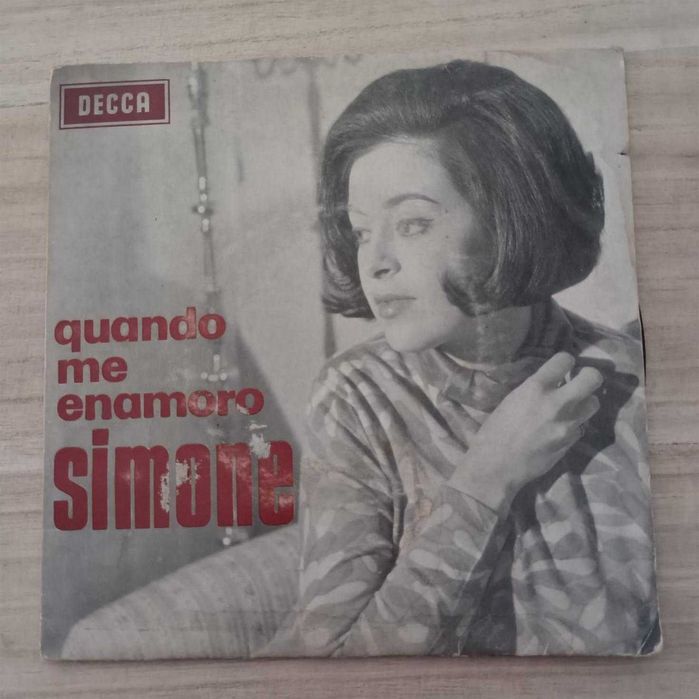 DECCA
quando
me
enamoro
simone